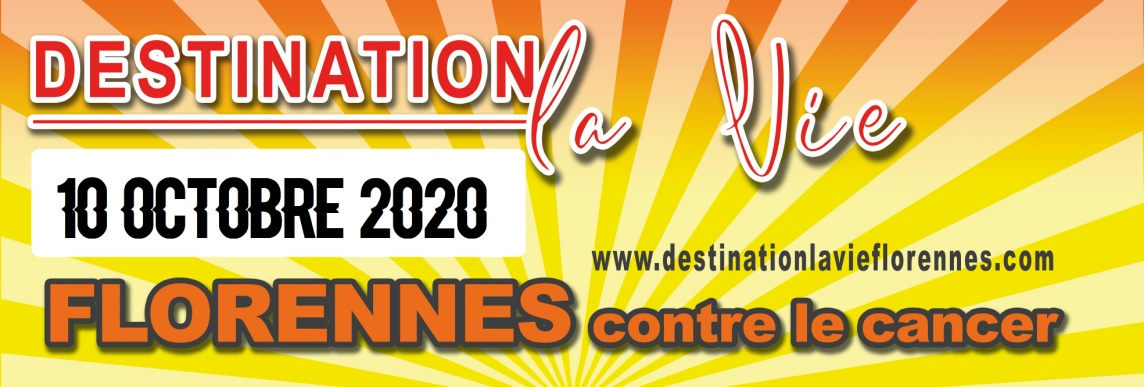 DESTINATION la Vie
10 OCTOBRE 2020
www.destinationlavieflorennes.com
FLORENNES contre le cancer